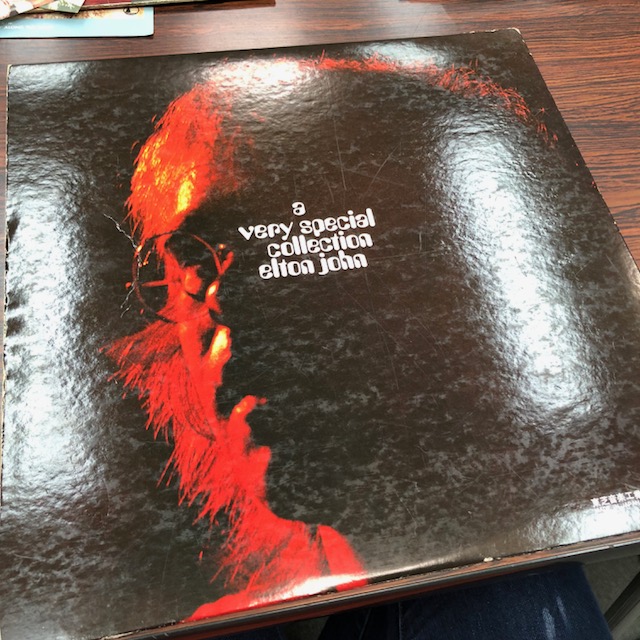 a
very special
collection
elton john